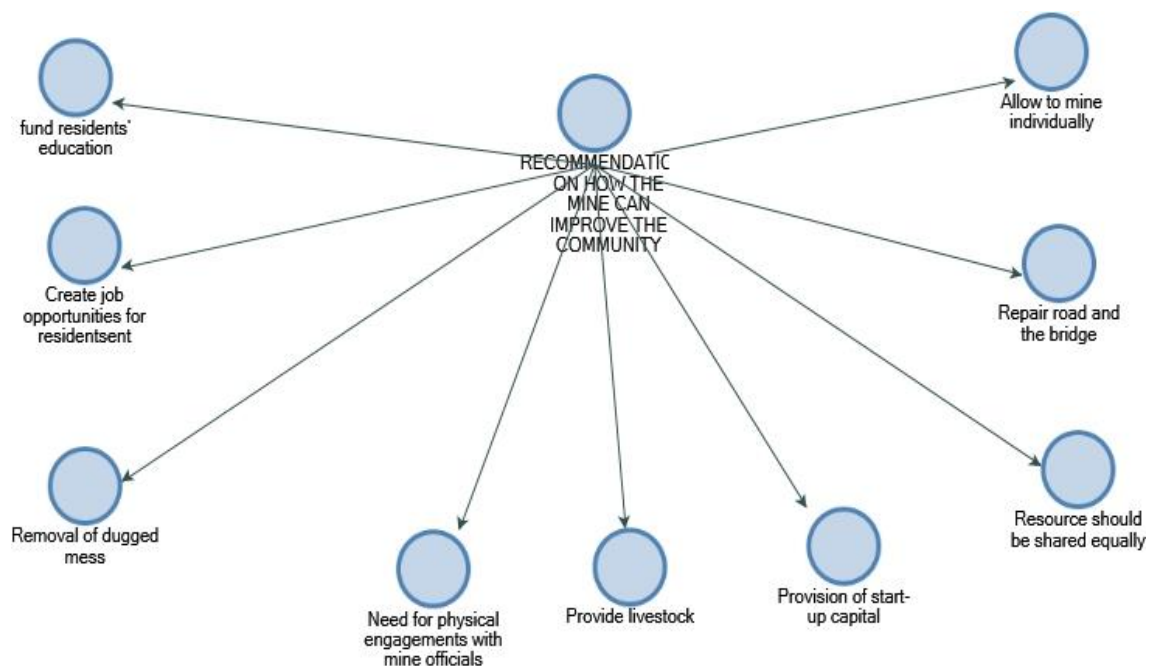 fund residents'
education
RECOMMENDATIC
ON HOW THE
MINE CAN
IMPROVE THE
COMMUNITY
Allow to mine
individually
Create job
opportunities for
residentsent
Repair road and
the bridge
Removal of dugged
mess
Resource should
be shared equally
Need for physical
engagements with
mine officials
Provide livestock
Provision of start-
up capital